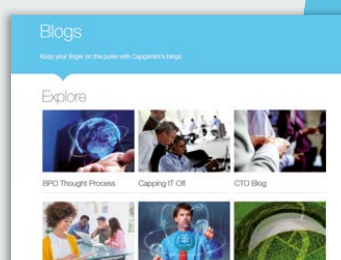 Blogs
Keep your finger on the pulse with Capgemini's blogs.
Explore
BPO Thought Process
Capping IT Off
CTO Blog